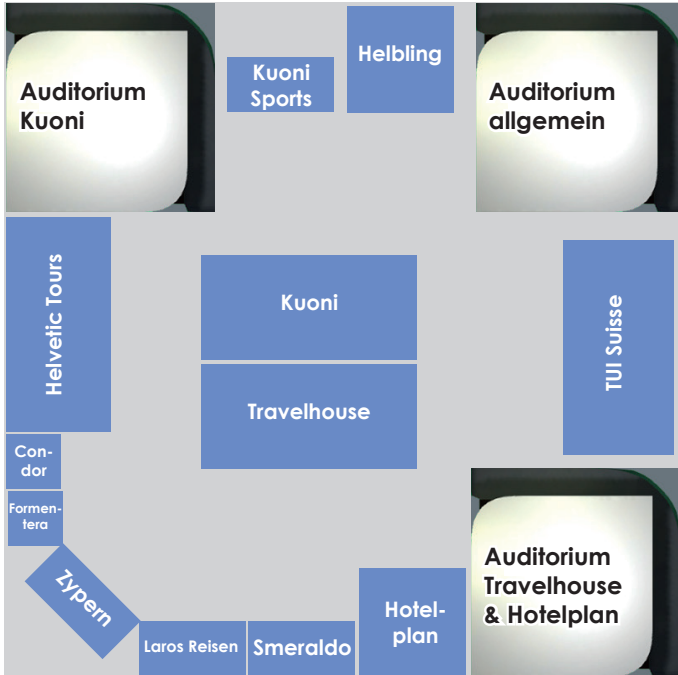 Auditorium
Kuoni
Kuoni
Sports
Helbling
Auditorium
allgemein
Helvetic Tours
Kuoni
TUI Suisse
Travelhouse
Con-
dor
Formen-
tera
Zypern
Laros Reisen
Smeraldo
Hotel-
plan
Auditorium
Travelhouse
& Hotelplan